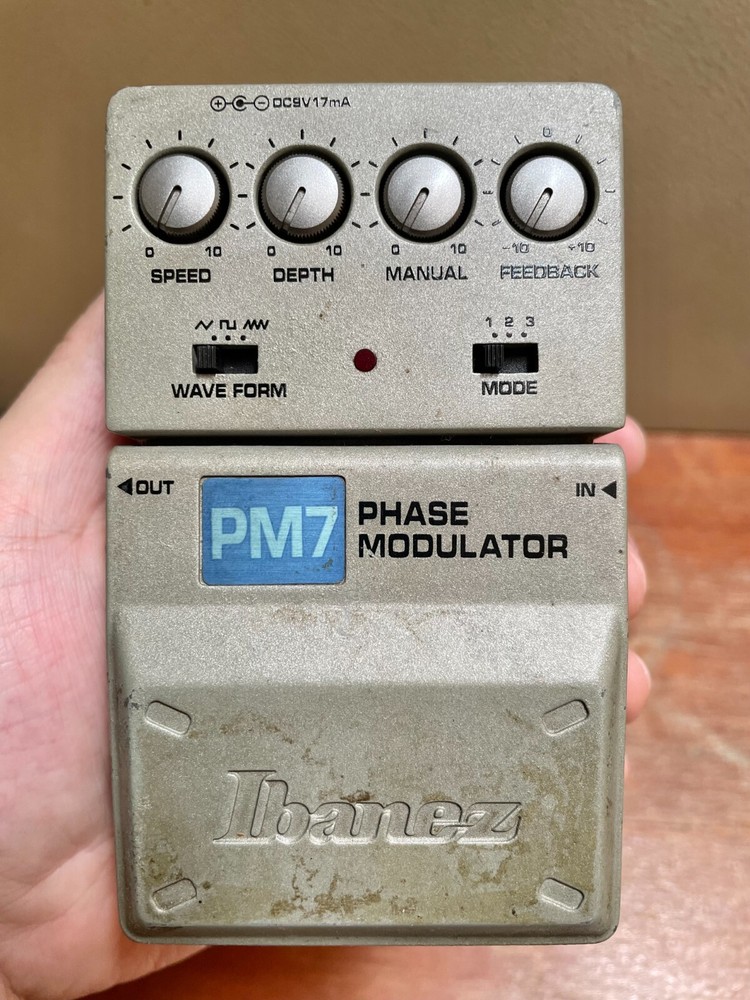 DC9V17mA
0 10 0 10 0 10 -10 +10
SPEED DEPTH MANUAL FEEDBACK
0
1 2 3
WAVE FORM MODE
OUT IN
PM7 PHASE
MODULATOR
Ibanez